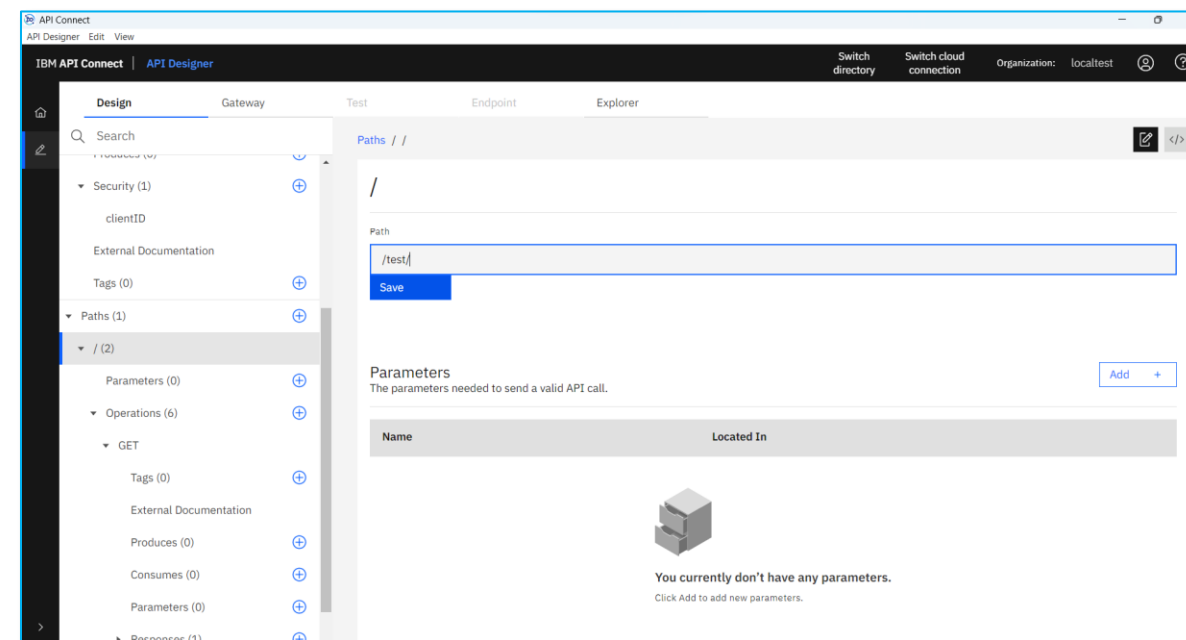 API Connect
API Designer Edit View
IBM API Connect | API Designer
Switch directory
Switch cloud connection
Organization: localtest
Design Gateway Test Endpoint Explorer
Search
Paths / /
</>
Produces (0)
Security (1)
clientID
External Documentation
Tags (0)
Paths (1)
/ (2)
Parameters (0)
Operations (6)
GET
Tags (0)
External Documentation
Produces (0)
Consumes (0)
Parameters (0)
Responses (1)
/
Path
/test/
Save
Parameters
The parameters needed to send a valid API call.
Add +
Name Located In
You currently don't have any parameters.
Click Add to add new parameters.